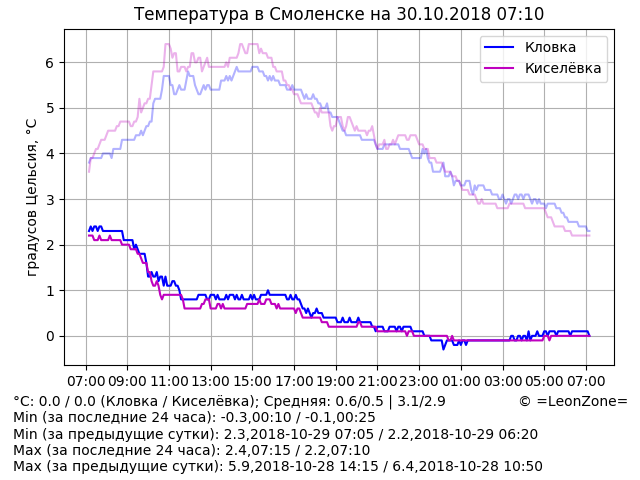 Температура в Смоленске на 30.10.2018 07:10
Кловка
Киселёвка
градусов Цельсия, °C
6
5
4
3
2
1
0
07:00 09:00 11:00 13:00 15:00 17:00 19:00 21:00 23:00 01:00 03:00 05:00 07:00
°C: 0.0 / 0.0 (Кловка / Киселёвка); Средняя: 0.6/0.5 | 3.1/2.9 © =LeonZone=
Min (за последние 24 часа): -0.3,00:10 / -0.1,00:25
Min (за предыдущие сутки): 2.3,2018-10-29 07:05 / 2.2,2018-10-29 06:20
Max (за последние 24 часа): 2.4,07:15 / 2.2,07:10
Max (за предыдущие сутки): 5.9,2018-10-28 14:15 / 6.4,2018-10-28 10:50